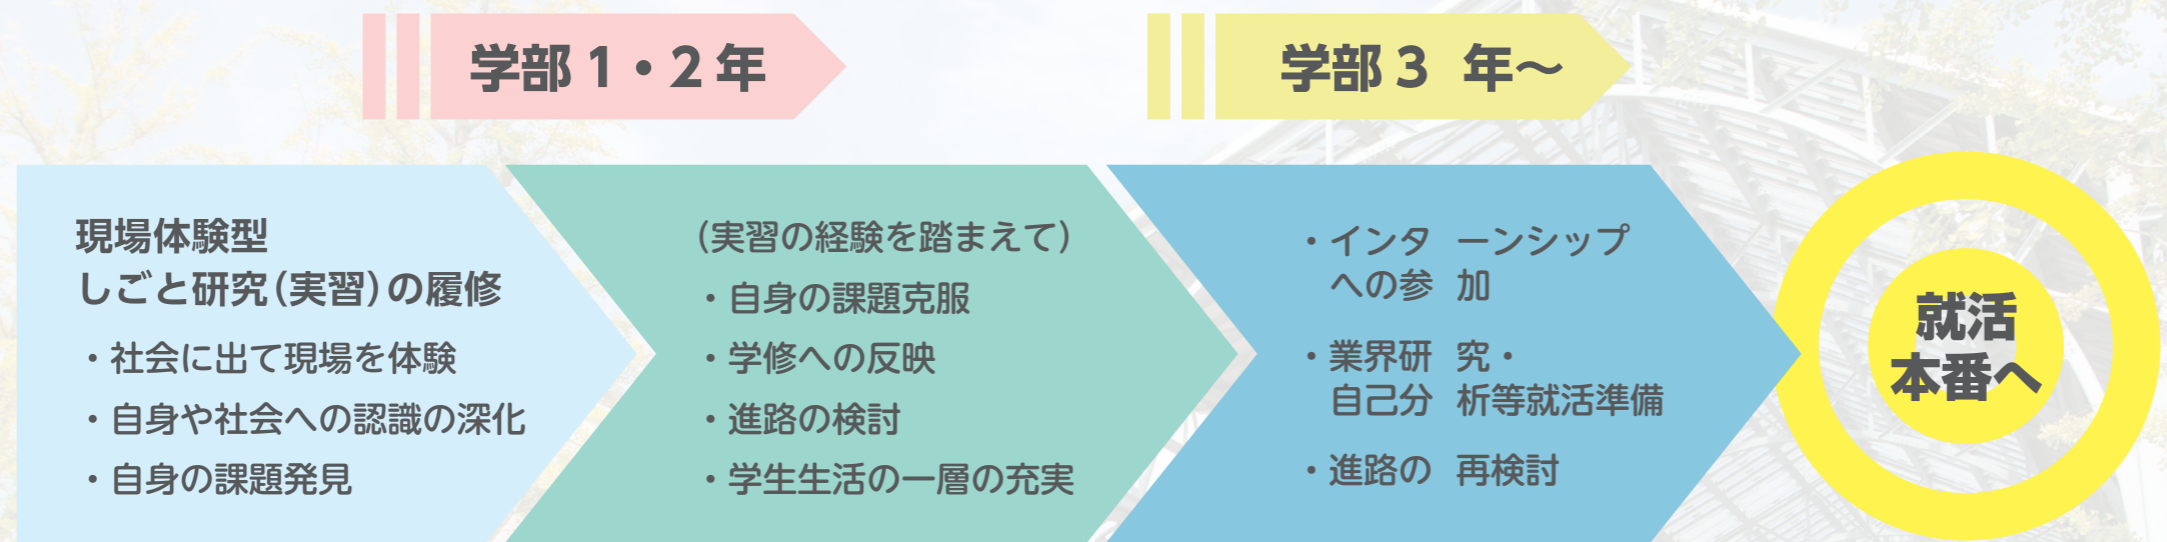 学部1・2年
学部3 年～
現場体験型
しごと研究(実習)の履修
・社会に出て現場を体験
・自身や社会への認識の深化
・自身の課題発見
(実習の経験を踏まえて)
・自身の課題克服
・学修への反映
・進路の検討
・学生生活の一層の充実
・インタ ーンシップ
への参 加
・業界研 究・
自己分 析等就活準備
・進路の 再検討
就活
本番へ